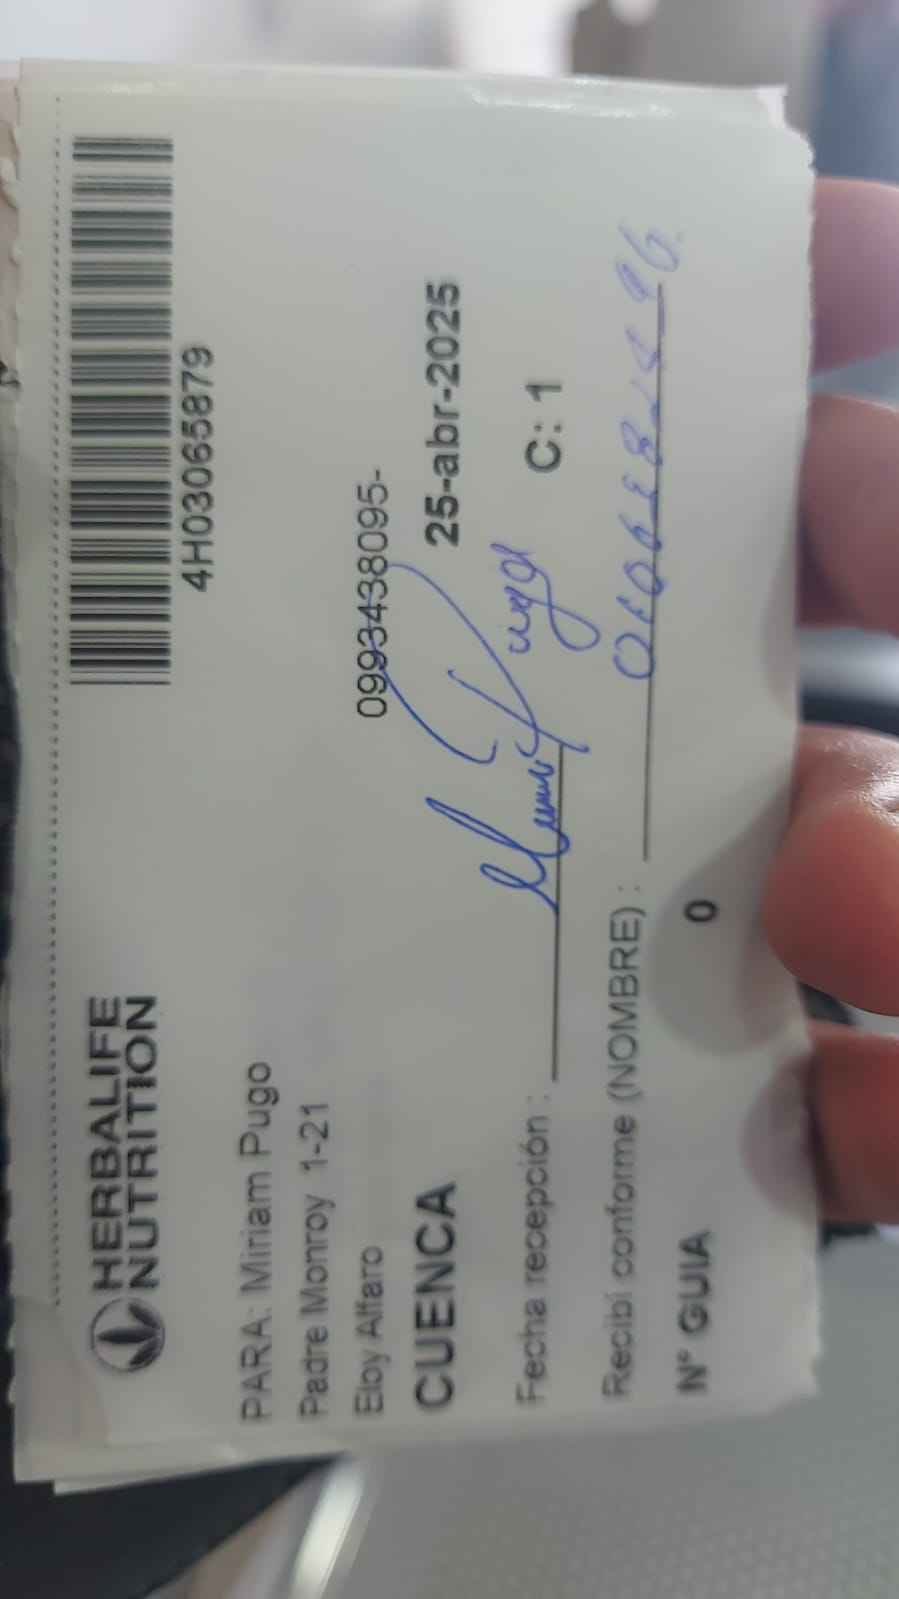 HERBALIFE
NUTRITION
4H03065879
PARA: Miriam Pugo
Padre Monroy 1-21
Eloy Alfaro 0993438095-
CUENCA 25-abr-2025
Fecha recepción : Pugo C: 1
Recibí conforme (NOMBRE) :
N° GUIA 0